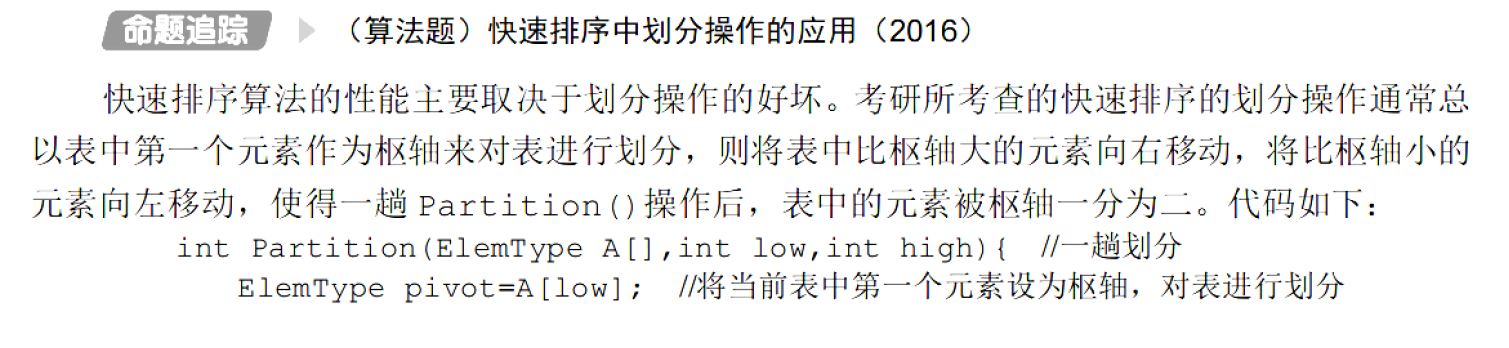 命题追踪 （算法题）快速排序中划分操作的应用（2016）
快速排序算法的性能主要取决于划分操作的好坏。考研所考查的快速排序的划分操作通常总
以表中第一个元素作为枢轴来对表进行划分，则将表中比枢轴大的元素向右移动，将比枢轴小的
元素向左移动，使得一趟 Partition()操作后，表中的元素被枢轴一分为二。代码如下：
int Partition(ElemType A[],int low,int high){ //一趟划分
ElemType pivot=A[low]; //将当前表中第一个元素设为枢轴，对表进行划分